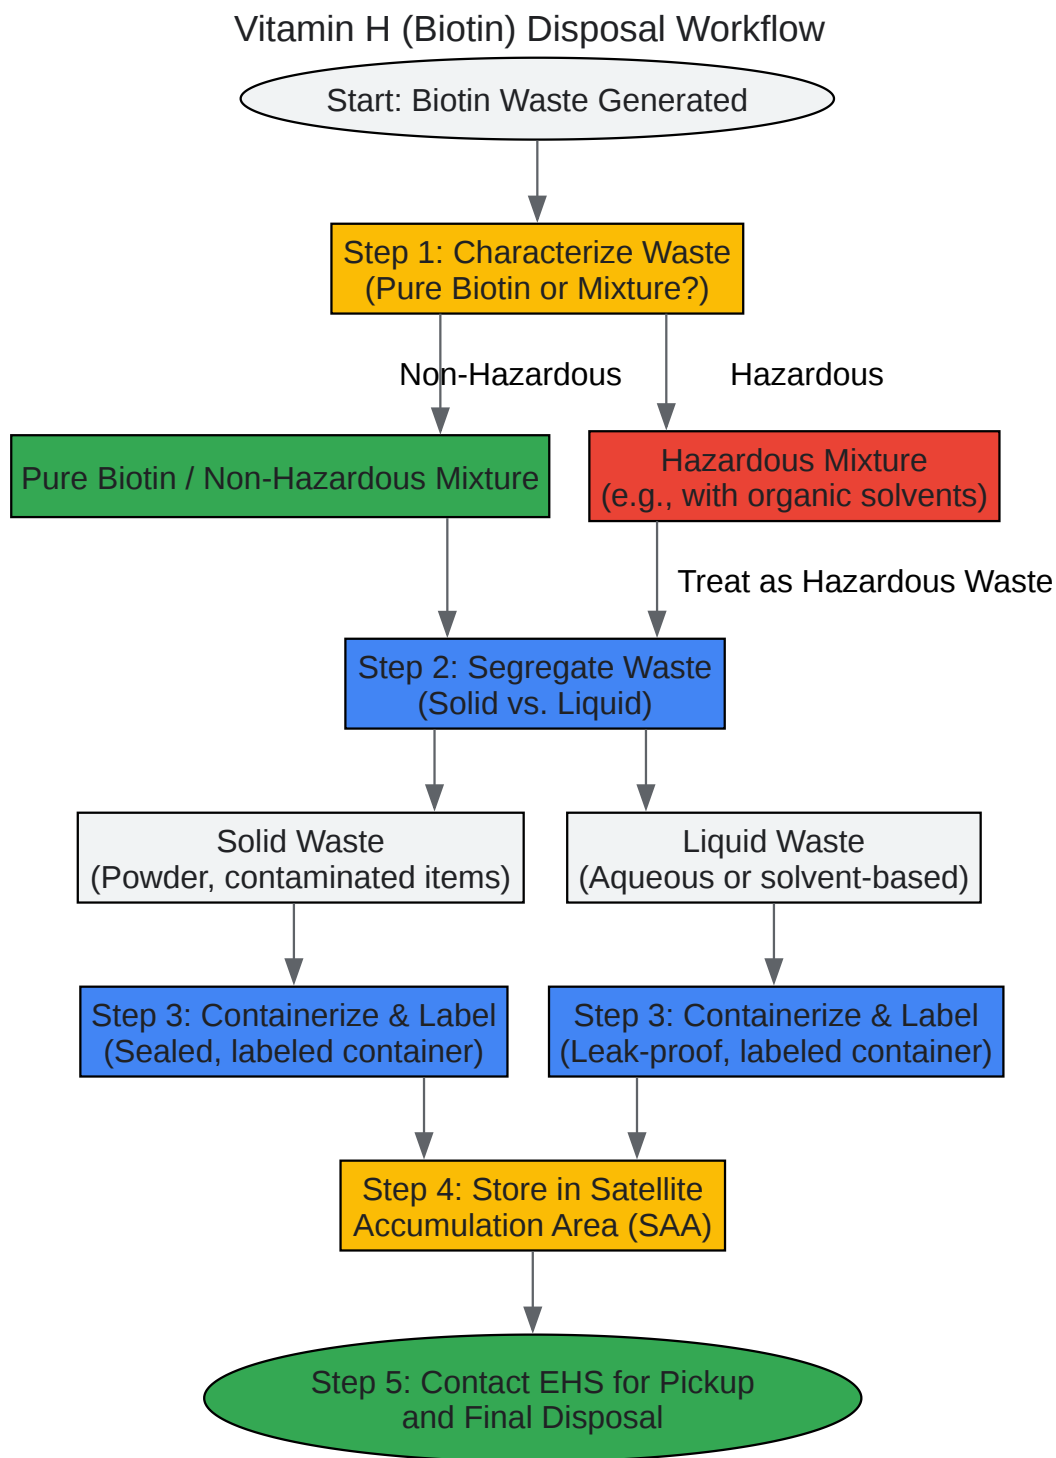 Vitamin H (Biotin) Disposal Workflow
Start: Biotin Waste Generated
Step 1: Characterize Waste
(Pure Biotin or Mixture?)
Non-Hazardous
Hazardous
Pure Biotin / Non-Hazardous Mixture
Hazardous Mixture
(e.g., with organic solvents)
Treat as Hazardous Waste
Step 2: Segregate Waste
(Solid vs. Liquid)
Solid Waste
(Powder, contaminated items)
Liquid Waste
(Aqueous or solvent-based)
Step 3: Containerize & Label
(Sealed, labeled container)
Step 3: Containerize & Label
(Leak-proof, labeled container)
Step 4: Store in Satellite
Accumulation Area (SAA)
Step 5: Contact EHS for Pickup
and Final Disposal